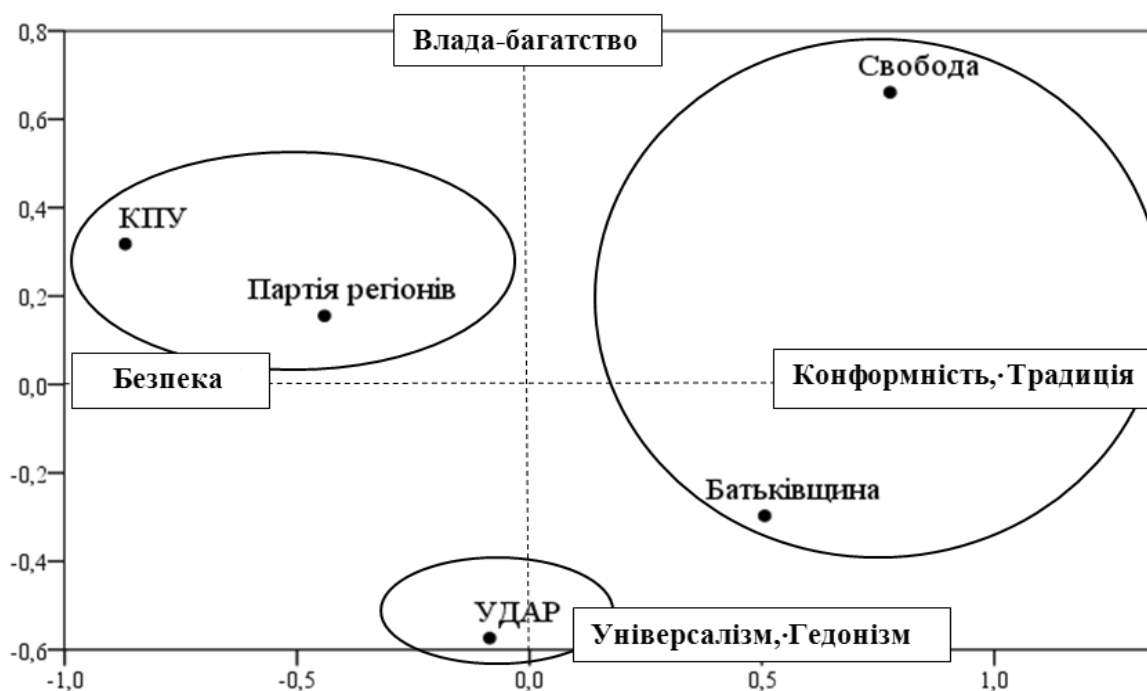 0,8
Влада-багатство
Свобода
0,6
0,4
КПУ
Партія регіонів
0,2
Безпека
0,0
Конформність,·Традиція
-0,2
Батьківщина
-0,4
УДАР
Універсалізм,·Гедонізм
-0,6
-1,0 -0,5 0,0 0,5 1,0